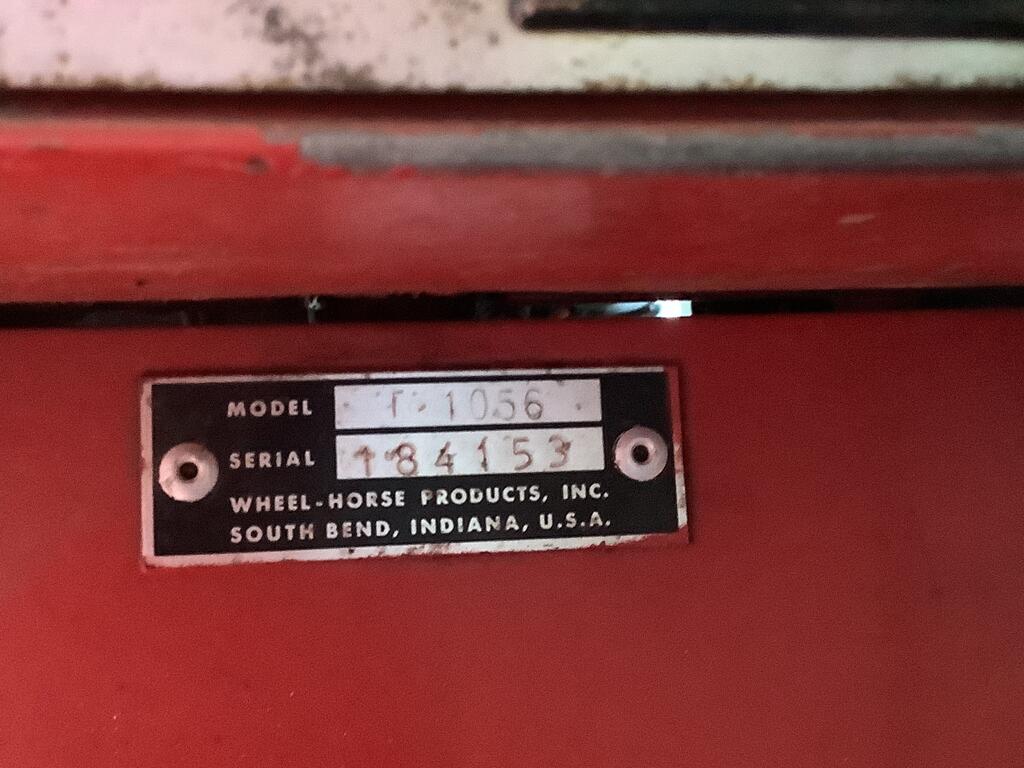 MODEL T-1056
SERIAL 184153
WHEEL-HORSE PRODUCTS, INC.
SOUTH BEND, INDIANA, U.S.A.